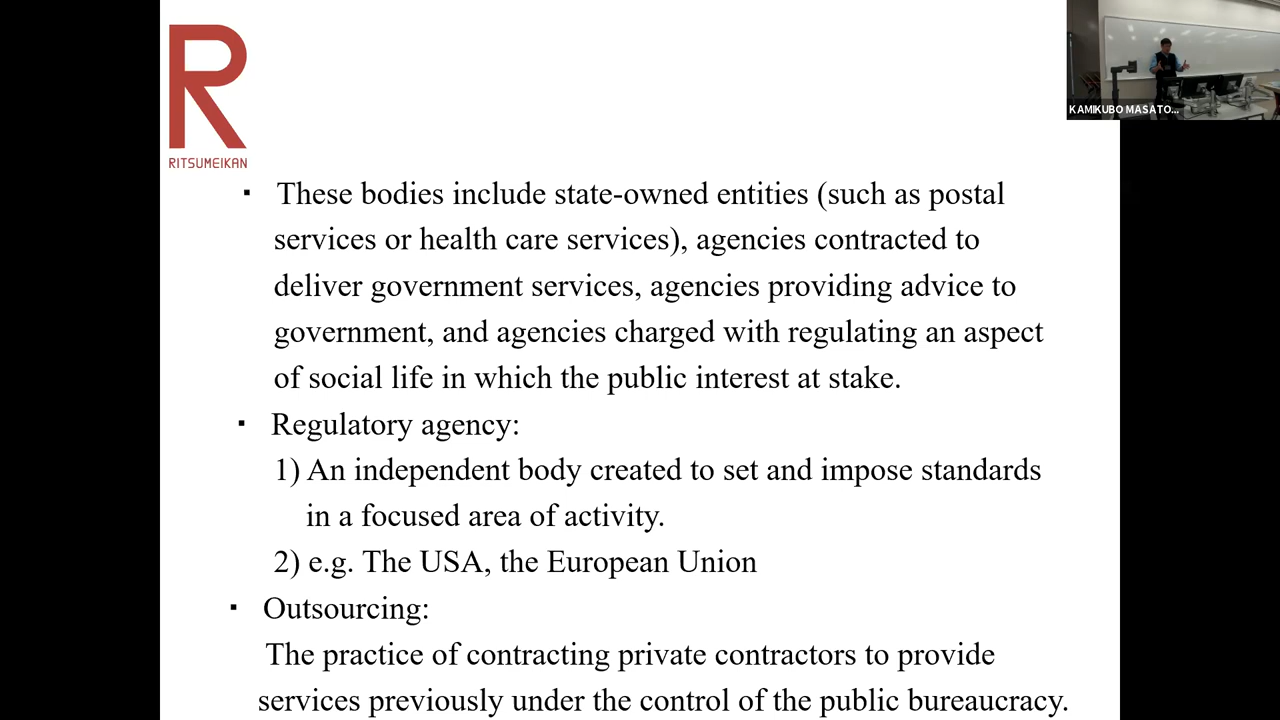 R
RITSUMEIKAN
KAMIKUBO MASATO...
▪ These bodies include state-owned entities (such as postal
services or health care services), agencies contracted to
deliver government services, agencies providing advice to
government, and agencies charged with regulating an aspect
of social life in which the public interest at stake.
▪ Regulatory agency:
1) An independent body created to set and impose standards
in a focused area of activity.
2) e.g. The USA, the European Union
▪ Outsourcing:
The practice of contracting private contractors to provide
services previously under the control of the public bureaucracy.